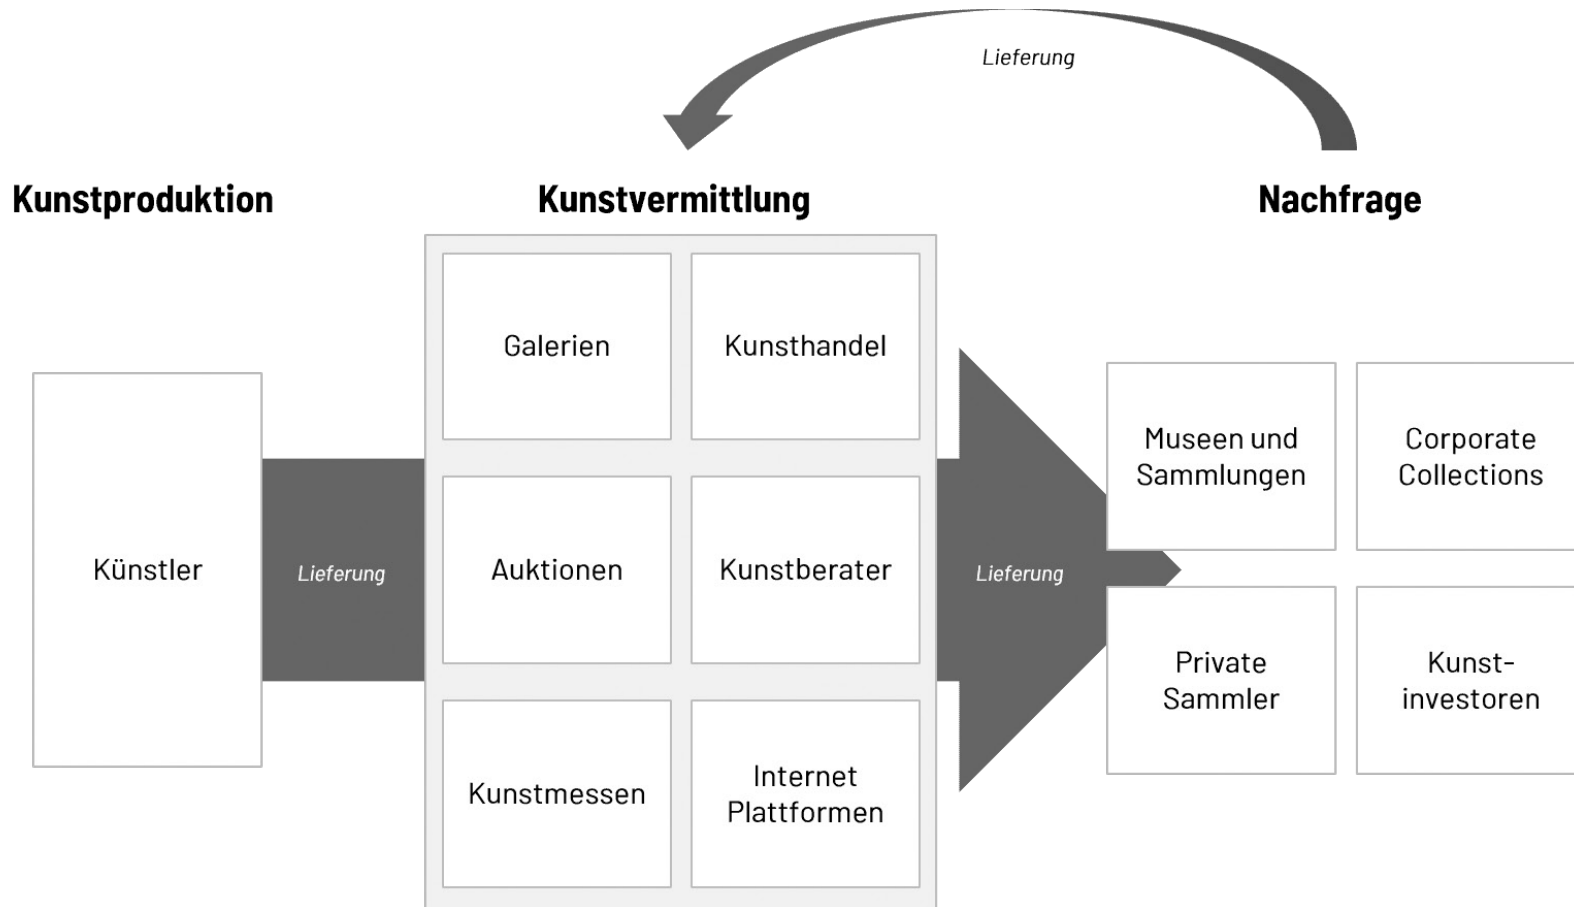 Lieferung
Kunstproduktion
Kunstvermittlung
Nachfrage
Künstler
Lieferung
Galerien
Kunsthandel
Auktionen
Kunstberater
Kunstmessen
Internet
Plattformen
Lieferung
Museen und
Sammlungen
Corporate
Collections
Private
Sammler
Kunst-
investoren